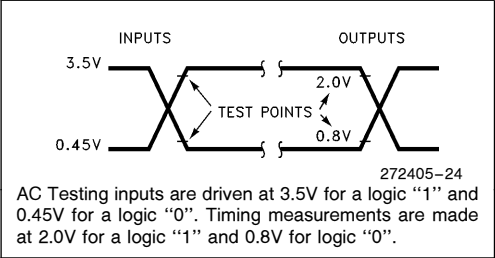 INPUTS OUTPUTS
3.5V
2.0V
TEST POINTS
0.8V
0.45V
272405–24
AC Testing inputs are driven at 3.5V for a logic ‘‘1’’ and
0.45V for a logic ‘‘0’’. Timing measurements are made
at 2.0V for a logic ‘‘1’’ and 0.8V for logic ‘‘0’’.